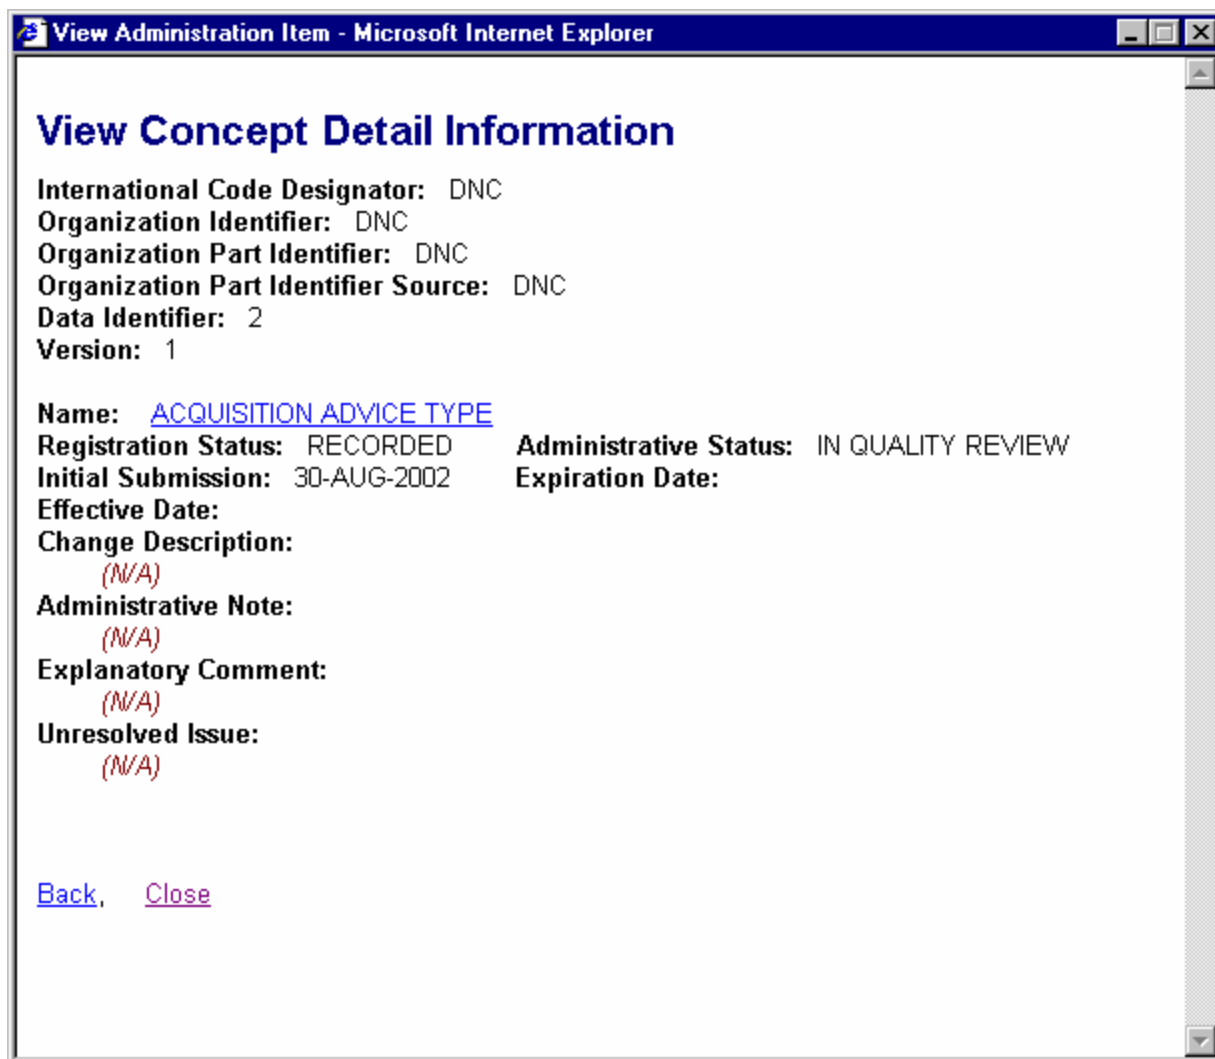 View Administration Item - Microsoft Internet Explorer
View Concept Detail Information
International Code Designator: DNC
Organization Identifier: DNC
Organization Part Identifier: DNC
Organization Part Identifier Source: DNC
Data Identifier: 2
Version: 1
Name: ACQUISITION ADVICE TYPE
Registration Status: RECORDED Administrative Status: IN QUALITY REVIEW
Initial Submission: 30-AUG-2002 Expiration Date:
Effective Date:
Change Description:
(N/A)
Administrative Note:
(N/A)
Explanatory Comment:
(N/A)
Unresolved Issue:
(N/A)
Back, Close